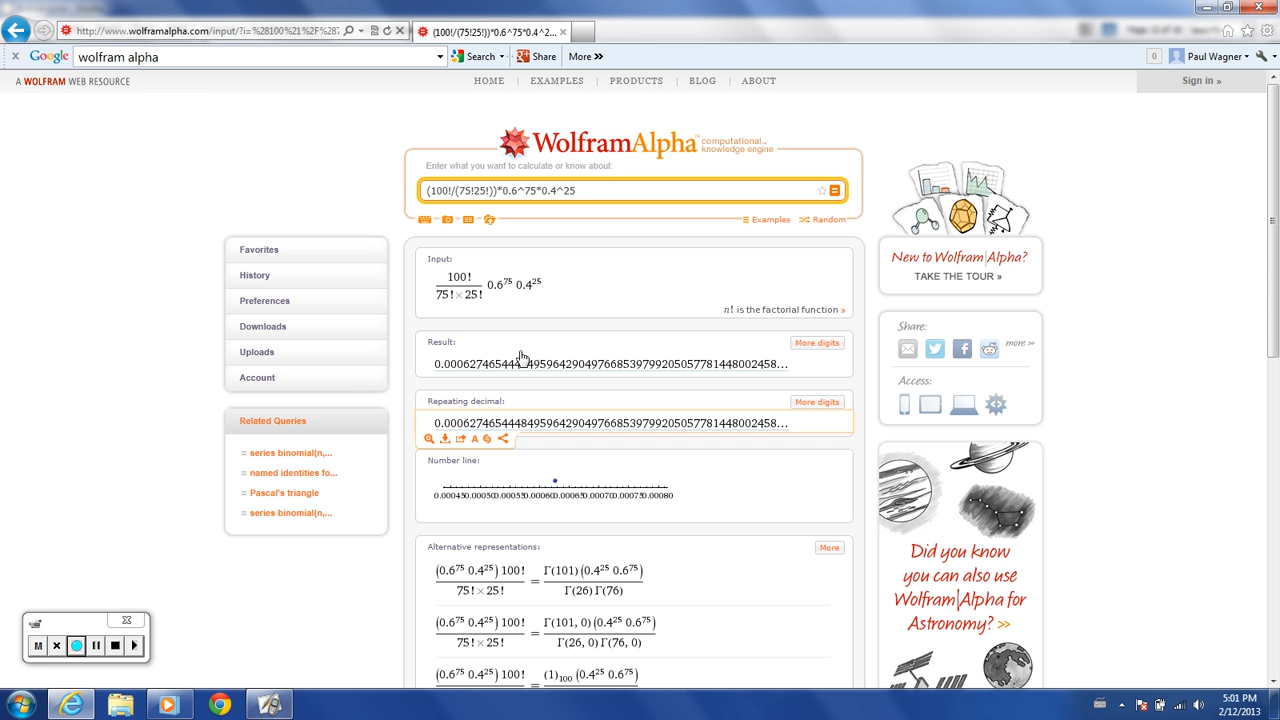 http://www.wolframalpha.com/input/?i=%28100%21%2F%287
(100!/(75!25!))*0.6^75*0.4^2...
Google
wolfram alpha
Search
Share
More »
0
Paul Wagner
A WOLFRAM WEB RESOURCE
HOME
EXAMPLES
PRODUCTS
BLOG
ABOUT
Sign in »
WolframAlpha™ computational...
knowledge engine
Enter what you want to calculate or know about:
(100!/(75!25!))*0.6^75*0.4^25
Examples
Random
Favorites
History
Preferences
Downloads
Uploads
Account
Related Queries
= series binomial[n,...
= named identities fo...
= Pascal's triangle
= series binomial[n,...
Input:
100!
75!×25! 0.6^75 0.4^25
n! is the factorial function »
Result:
More digits
Repeating decimal:
More digits
0.0006274654448495964290497668539799205057781448002458...
Number line:
0.00045 0.00050 0.00055 0.00060 0.00065 0.00070 0.00075 0.00080
Alternative representations:
More
(0.6^75 0.4^25) 100! / 75!×25! = Γ(101) (0.4^25 0.6^75) / Γ(26) Γ(76)
(0.6^75 0.4^25) 100! / 75!×25! = Γ(101, 0) (0.4^25 0.6^75) / Γ(26, 0) Γ(76, 0)
(0.6^75 0.4^25) 100! (1)₁₀₀ (0.4^25 0.6^75)
New to Wolfram|Alpha?
TAKE THE TOUR »
Share:
more »
Access:
Did you know
you can also use
Wolfram|Alpha for
Astronomy? >>
M
5:01 PM
2/12/2013